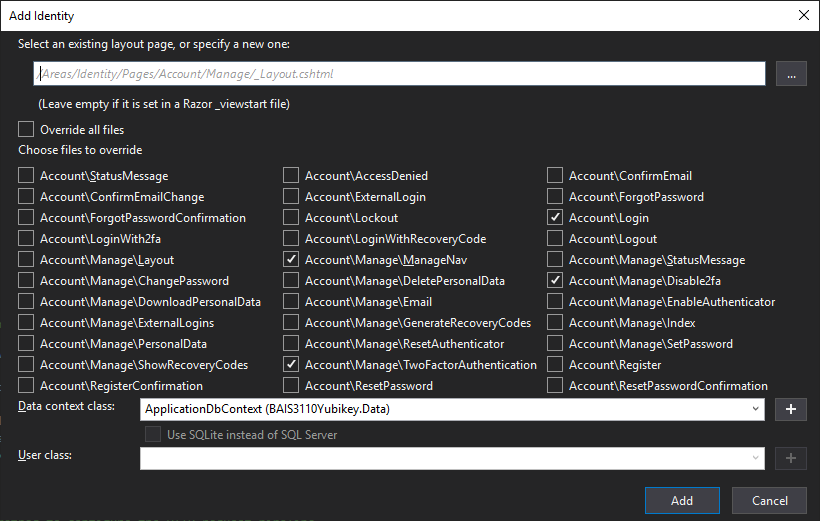 Add Identity
Select an existing layout page, or specify a new one:
/Areas/Identity/Pages/Account/Manage/_Layout.cshtml
...
(Leave empty if it is set in a Razor _viewstart file)
Override all files
Choose files to override
Account\StatusMessage Account\AccessDenied Account\ConfirmEmail
Account\ConfirmEmailChange Account\ExternalLogin Account\ForgotPassword
Account\ForgotPasswordConfirmation Account\Lockout Account\Login
Account\LoginWith2fa Account\LoginWithRecoveryCode Account\Logout
Account\Manage\Layout Account\Manage\ManageNav Account\Manage\StatusMessage
Account\Manage\ChangePassword Account\Manage\DeletePersonalData Account\Manage\Disable2fa
Account\Manage\DownloadPersonalData Account\Manage\Email Account\Manage\EnableAuthenticator
Account\Manage\ExternalLogins Account\Manage\GenerateRecoveryCodes Account\Manage\Index
Account\Manage\PersonalData Account\Manage\ResetAuthenticator Account\Manage\SetPassword
Account\Manage\ShowRecoveryCodes Account\Manage\TwoFactorAuthentication Account\Register
Account\RegisterConfirmation Account\ResetPassword Account\ResetPasswordConfirmation
Data context class: ApplicationDbContext (BAIS3110Yubikey.Data) +
Use SQLite instead of SQL Server
User class: +
Add Cancel